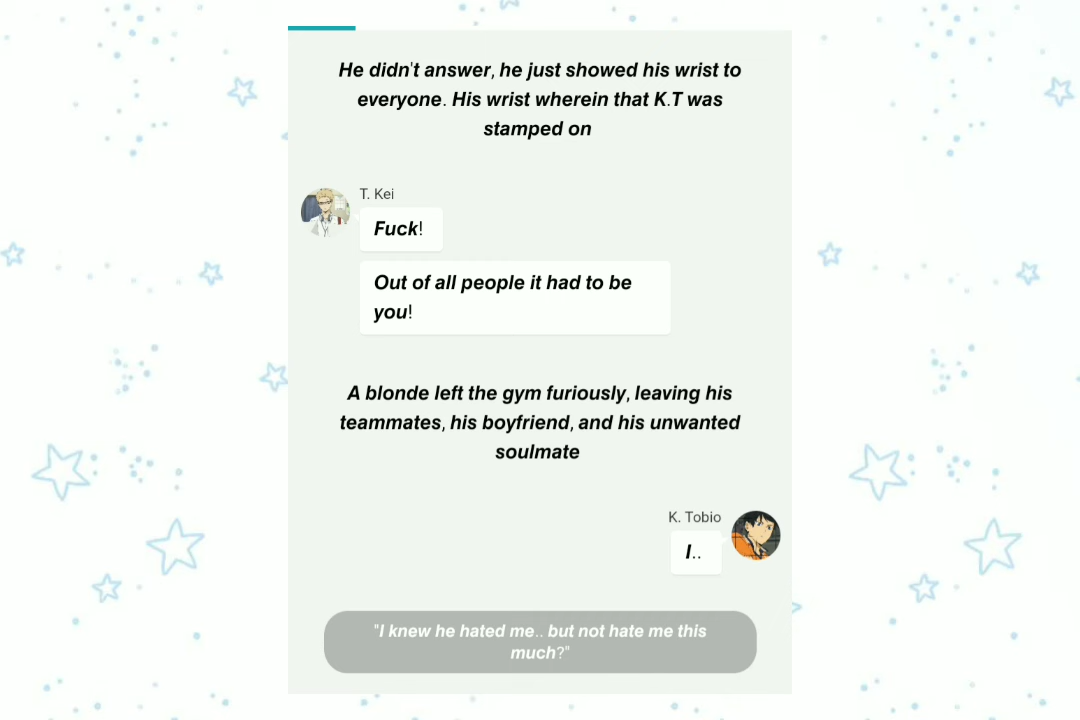 He didn't answer, he just showed his wrist to
everyone. His wrist wherein that K.T was
stamped on
T. Kei
Fuck!
Out of all people it had to be
you!
A blonde left the gym furiously, leaving his
teammates, his boyfriend, and his unwanted
soulmate
K. Tobio
I..
"I knew he hated me.. but not hate me this
much?"